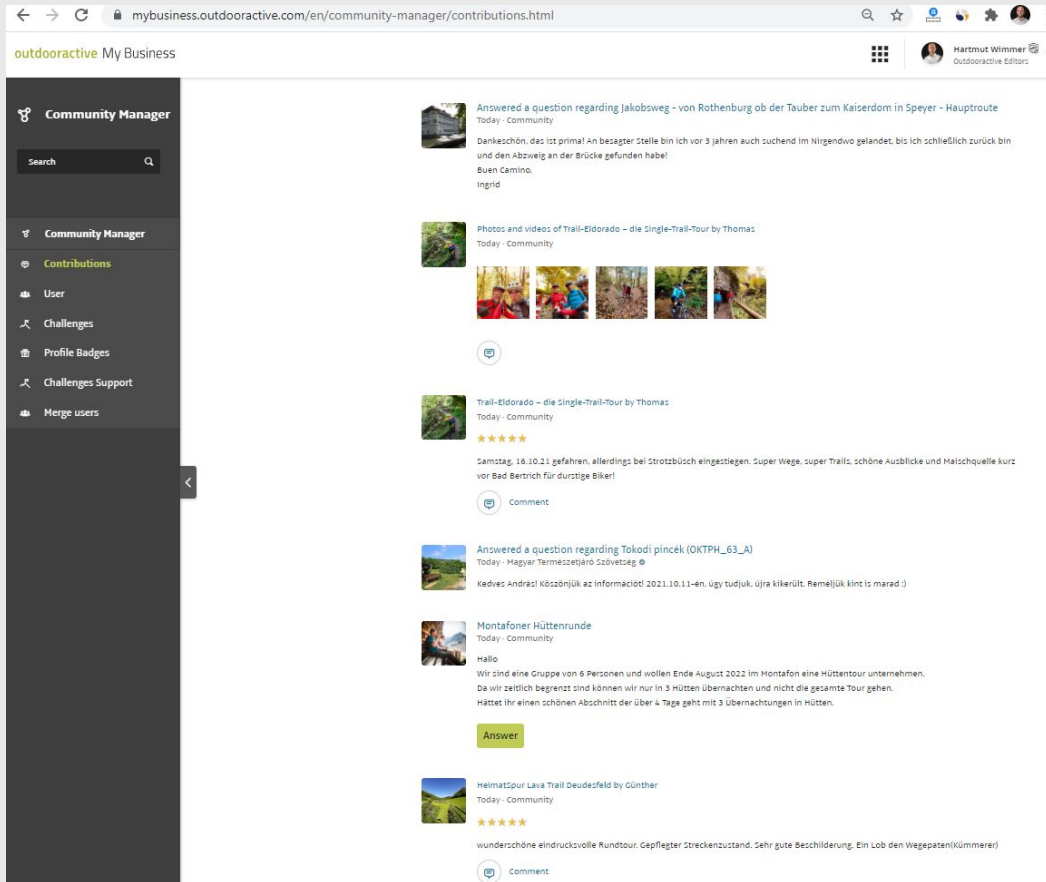 mybusiness.outdooractive.com/en/community-manager/contributions.html
outdooractive My Business
Hartmut Wimmer
Outdooractive Editors
Community Manager
Search
Community Manager
Contributions
User
Challenges
Profile Badges
Challenges Support
Merge users
Answered a question regarding Jakobsweg - von Rothenburg ob der Tauber zum Kaiserdom in Speyer - Hauptroute
Today · Community
Dankeschön, das ist prima! An besagter Stelle bin ich vor 3 Jahren auch suchend im Nirgendwo gelandet, bis ich schließlich zurück bin
und den Abzweig an der Brücke gefunden habe!
Buen Camino,
Ingrid
Photos and videos of Trail-Eldorado – die Single-Trail-Tour by Thomas
Today · Community
Trail-Eldorado – die Single-Trail-Tour by Thomas
Today · Community
Samstag, 16.10.21 gefahren, allerdings bei Strotzbüsch eingestiegen. Super Wege, super Trails, schöne Ausblicke und Maischquelle kurz
vor Bad Bertrich für durstige Biker!
Comment
Answered a question regarding Tokodi pincék (OKTPH_63_A)
Today · Magyar Természetjáró Szövetség
Kedves András! Köszönjük az információt! 2021.10.11-én, úgy tudjuk, újra kikerült. Reméljük kint is marad :)
Montafoner Hüttenrunde
Today · Community
Hallo
Wir sind eine Gruppe von 6 Personen und wollen Ende August 2022 im Montafon eine Hüttentour unternehmen.
Da wir zeitlich begrenzt sind können wir nur in 3 Hütten übernachten und nicht die gesamte Tour gehen.
Hättet ihr einen schönen Abschnitt der über 4 Tage geht mit 3 Übernachtungen in Hütten.
Answer
HeimatSpur Lava Trail Deudesfeld by Günther
Today · Community
wunderschöne eindrucksvolle Rundtour. Gepflegter Streckenzustand. Sehr gute Beschilderung. Ein Lob den Wegepaten(Kümmerer)
Comment